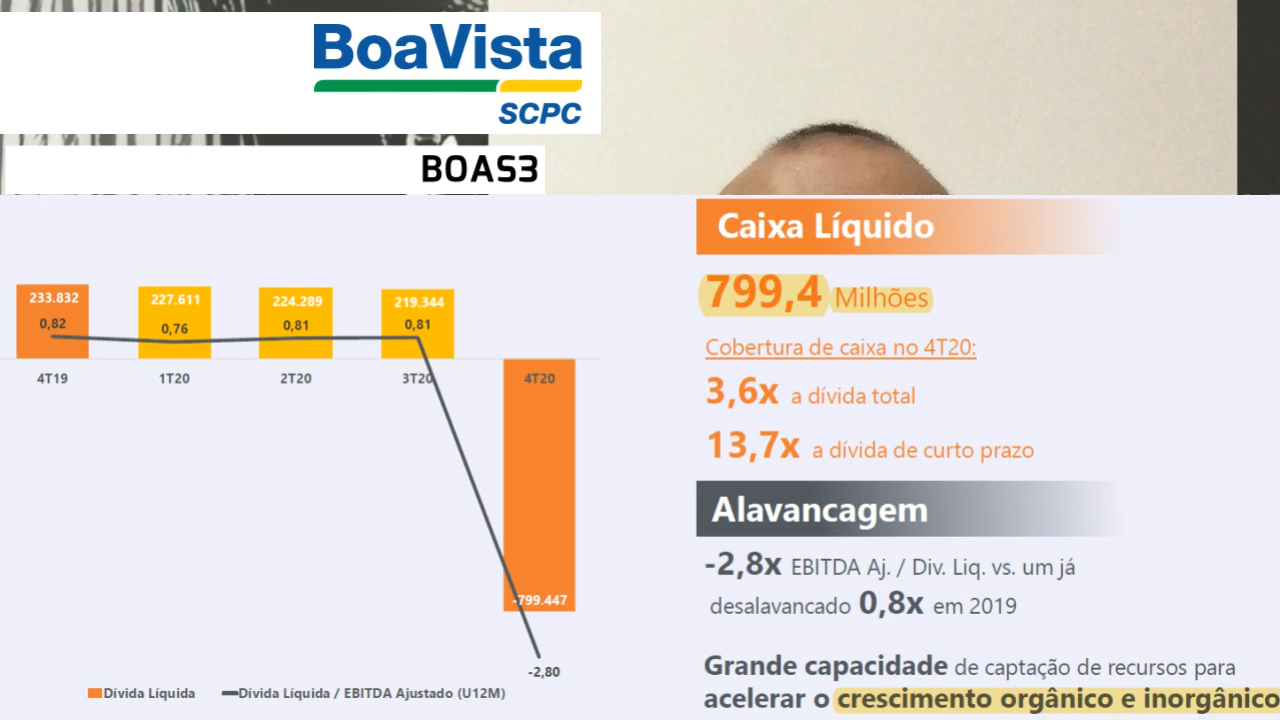 BoaVista
SCPC
BOAS3
233.832
227.611
224.289
219.344
0,82
0,76
0,81
0,81
4T19
1T20
2T20
3T20
4T20
-799.447
-2,80
Dívida Líquida
Dívida Líquida / EBITDA Ajustado (U12M)
Caixa Líquido
799,4 Milhões
Cobertura de caixa no 4T20:
3,6x a dívida total
13,7x a dívida de curto prazo
Alavancagem
-2,8x EBITDA Aj. / Div. Liq. vs. um já
desalavancado 0,8x em 2019
Grande capacidade de captação de recursos para
acelerar o crescimento orgânico e inorgânico